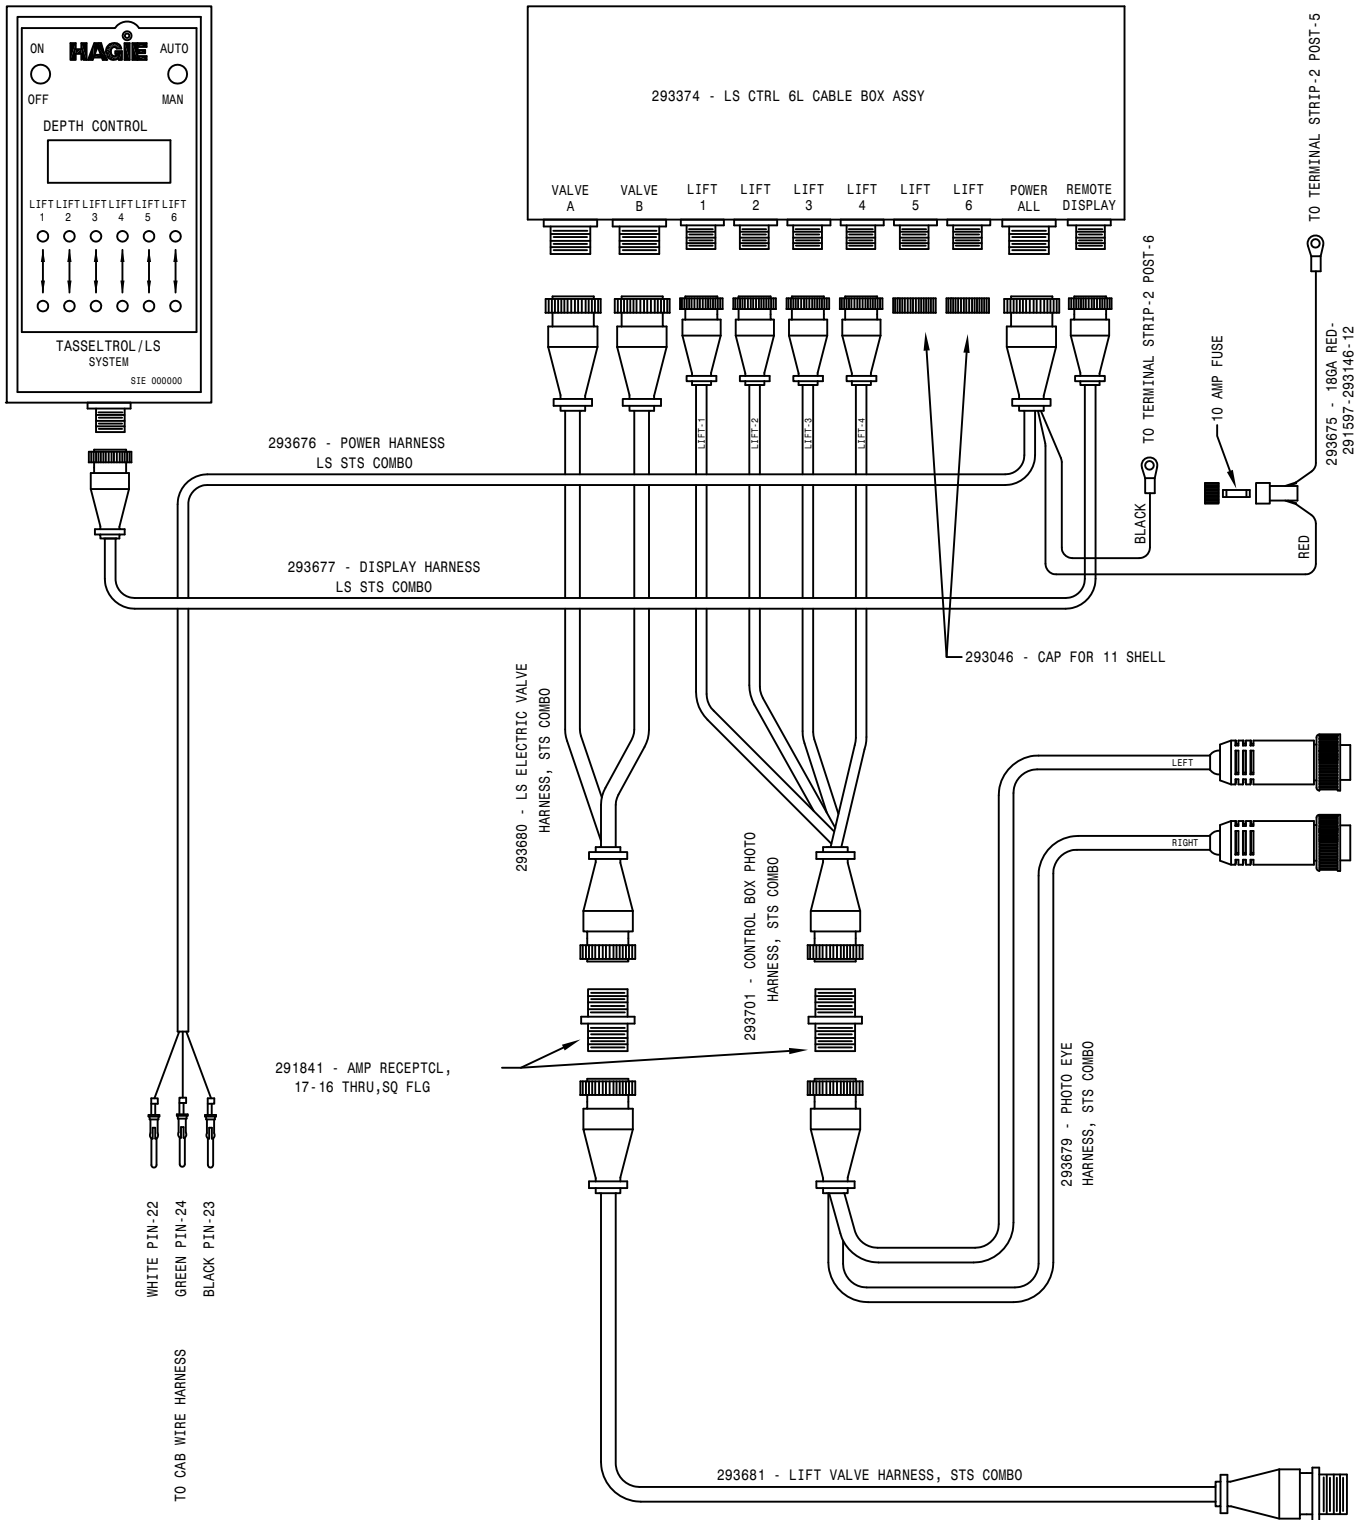 ON
HAGIE
AUTO
OFF
MAN
DEPTH CONTROL
LIFT LIFT LIFT LIFT LIFT LIFT
1 2 3 4 5 6
TASSELTROL/LS
SYSTEM
SIE 000000
293374 - LS CTRL 6L CABLE BOX ASSY
VALVE A
VALVE B
LIFT 1
LIFT 2
LIFT 3
LIFT 4
LIFT 5
LIFT 6
POWER ALL
REMOTE DISPLAY
TO TERMINAL STRIP-2 POST-5
TO TERMINAL STRIP-2 POST-6
10 AMP FUSE
293675 - 18GA RED-
291597-293146-12
BLACK
RED
LIFT-1
LIFT-2
LIFT-3
LIFT-4
293676 - POWER HARNESS
LS STS COMBO
293677 - DISPLAY HARNESS
LS STS COMBO
293046 - CAP FOR 11 SHELL
293680 - LS ELECTRIC VALVE
HARNESS, STS COMBO
LEFT
RIGHT
293701 - CONTROL BOX PHOTO
HARNESS, STS COMBO
291841 - AMP RECEPTCL,
17-16 THRU,SQ FLG
293679 - PHOTO EYE
HARNESS, STS COMBO
WHITE PIN-22
GREEN PIN-24
BLACK PIN-23
TO CAB WIRE HARNESS
293681 - LIFT VALVE HARNESS, STS COMBO